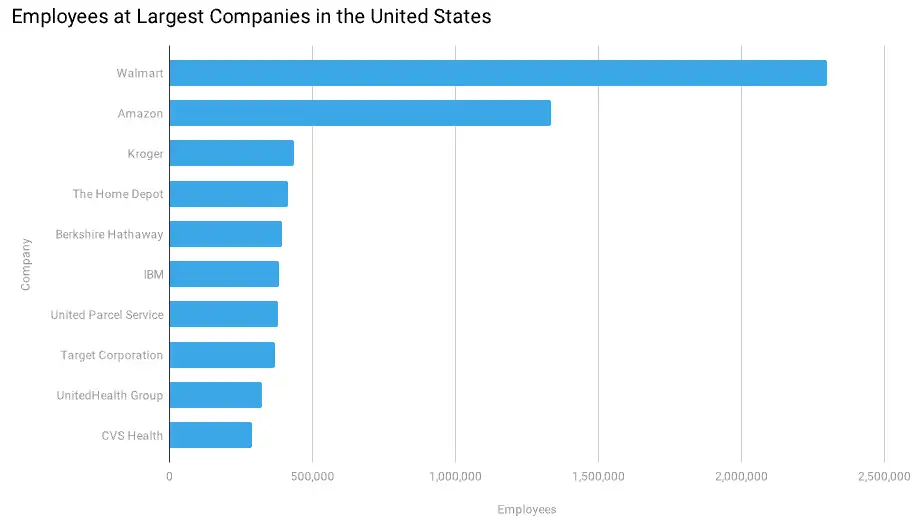 Employees at Largest Companies in the United States
Walmart
Amazon
Kroger
The Home Depot
Berkshire Hathaway
IBM
United Parcel Service
Target Corporation
UnitedHealth Group
CVS Health
Company
0 500,000 1,000,000 1,500,000 2,000,000 2,500,000
Employees